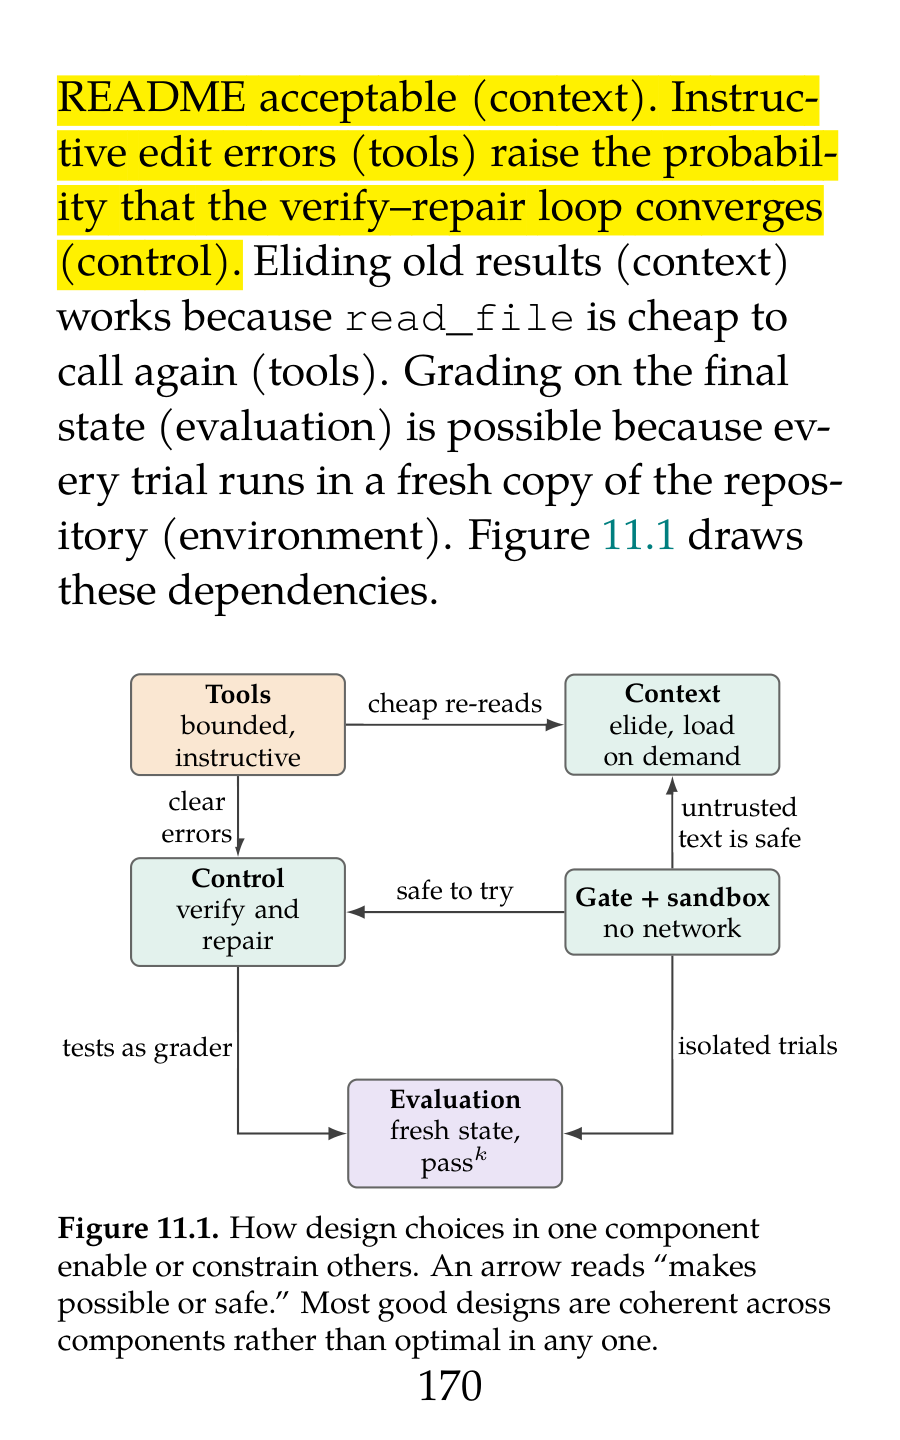 README acceptable (context). Instruc-
tive edit errors (tools) raise the probabil-
ity that the verify–repair loop converges
(control). Eliding old results (context)
works because read_file is cheap to
call again (tools). Grading on the final
state (evaluation) is possible because ev-
ery trial runs in a fresh copy of the repos-
itory (environment). Figure 11.1 draws
these dependencies.
Tools
bounded,
instructive
cheap re-reads
Context
elide, load
on demand
clear
errors
untrusted
text is safe
Control
verify and
repair
safe to try
Gate + sandbox
no network
tests as grader
isolated trials
Evaluation
fresh state,
pass^k
Figure 11.1. How design choices in one component
enable or constrain others. An arrow reads “makes
possible or safe.” Most good designs are coherent across
components rather than optimal in any one.
170